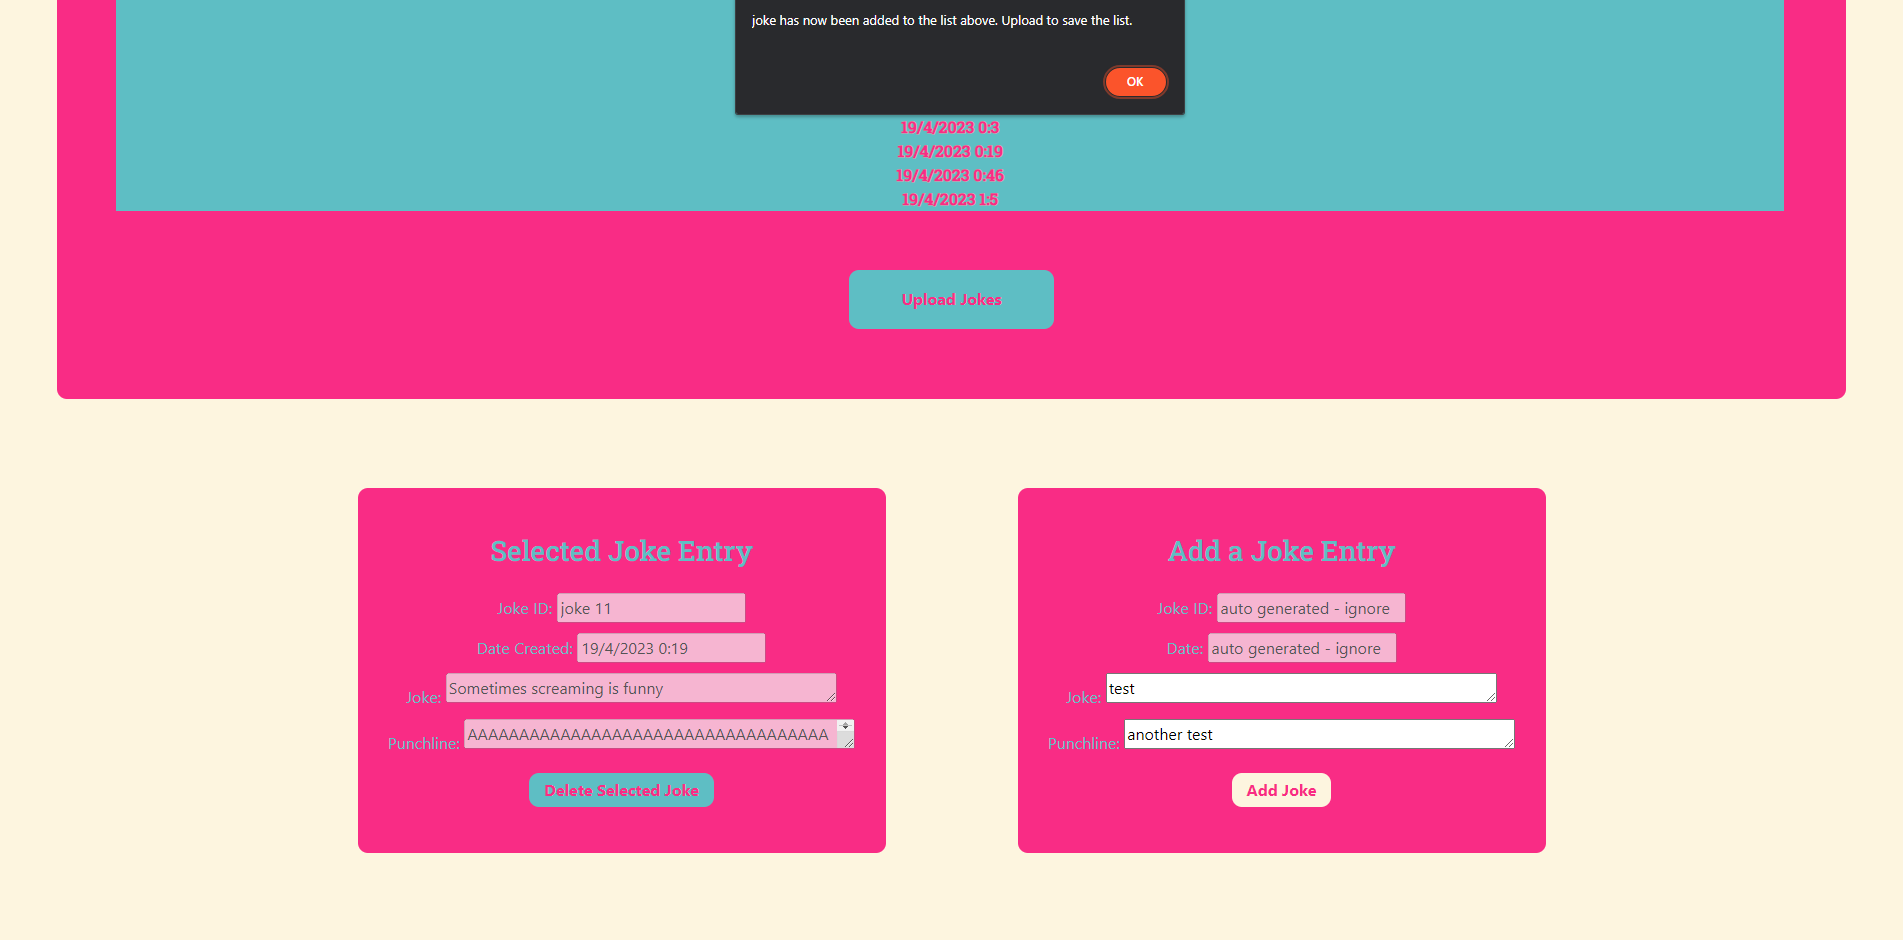 joke has now been added to the list above. Upload to save the list.
OK
19/4/2023 0:3
19/4/2023 0:19
19/4/2023 0:46
19/4/2023 1:5
Upload Jokes
Selected Joke Entry
Joke ID: joke 11
Date Created: 19/4/2023 0:19
Joke: Sometimes screaming is funny
Punchline: AAAAAAAAAAAAAAAAAAAAAAAAAAAAAAAAAAA
Delete Selected Joke
Add a Joke Entry
Joke ID: auto generated - ignore
Date: auto generated - ignore
Joke: test
Punchline: another test
Add Joke